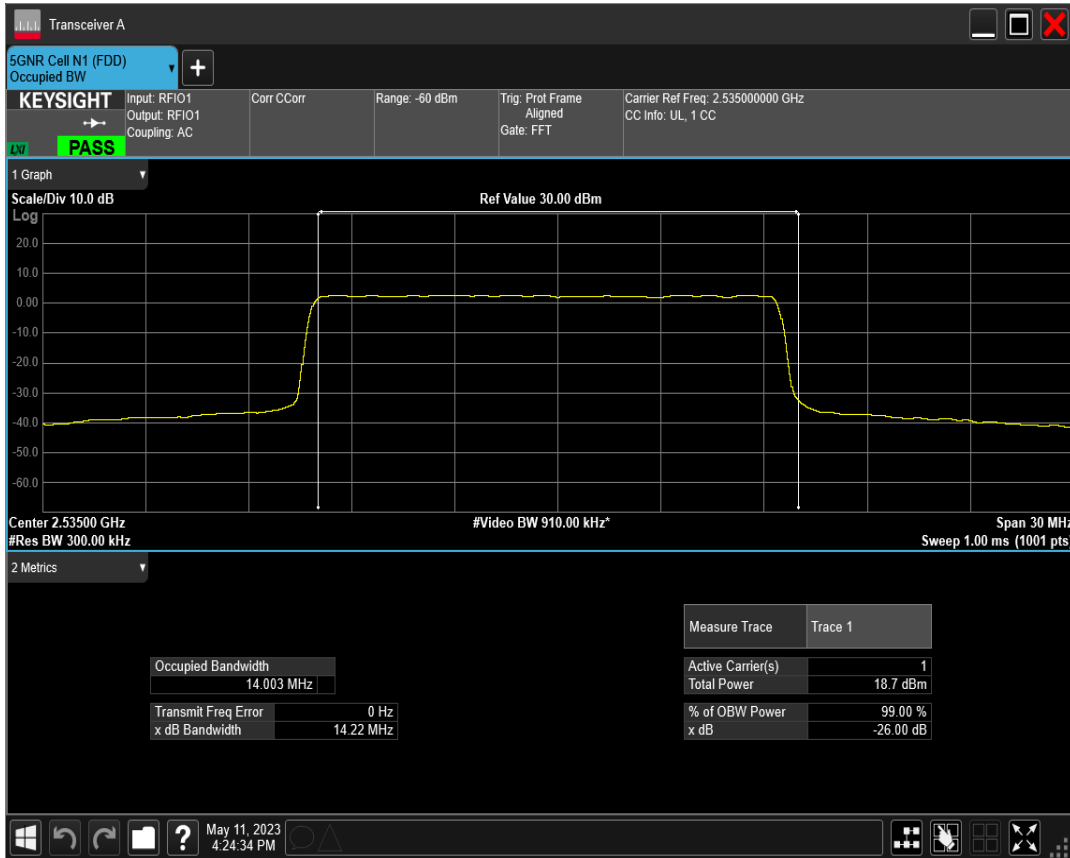 Transceiver A
5GNR Cell N1 (FDD)
Occupied BW
+
KEYSIGHT
LXI
PASS
Input: RFIO1
Output: RFIO1
Coupling: AC
Corr CCorr
Range: -60 dBm
Trig: Prot Frame
Aligned
Gate: FFT
Carrier Ref Freq: 2.535000000 GHz
CC Info: UL, 1 CC
1 Graph
Scale/Div 10.0 dB
Ref Value 30.00 dBm
Log
20.0
10.0
0.00
-10.0
-20.0
-30.0
-40.0
-50.0
-60.0
Center 2.53500 GHz
#Video BW 910.00 kHz*
Span 30 MHz
#Res BW 300.00 kHz
Sweep 1.00 ms (1001 pts)
2 Metrics
Measure Trace Trace 1
Occupied Bandwidth
14.003 MHz
Active Carrier(s) 1
Total Power 18.7 dBm
Transmit Freq Error 0 Hz
x dB Bandwidth 14.22 MHz
% of OBW Power 99.00 %
x dB -26.00 dB
?
May 11, 2023
4:24:34 PM